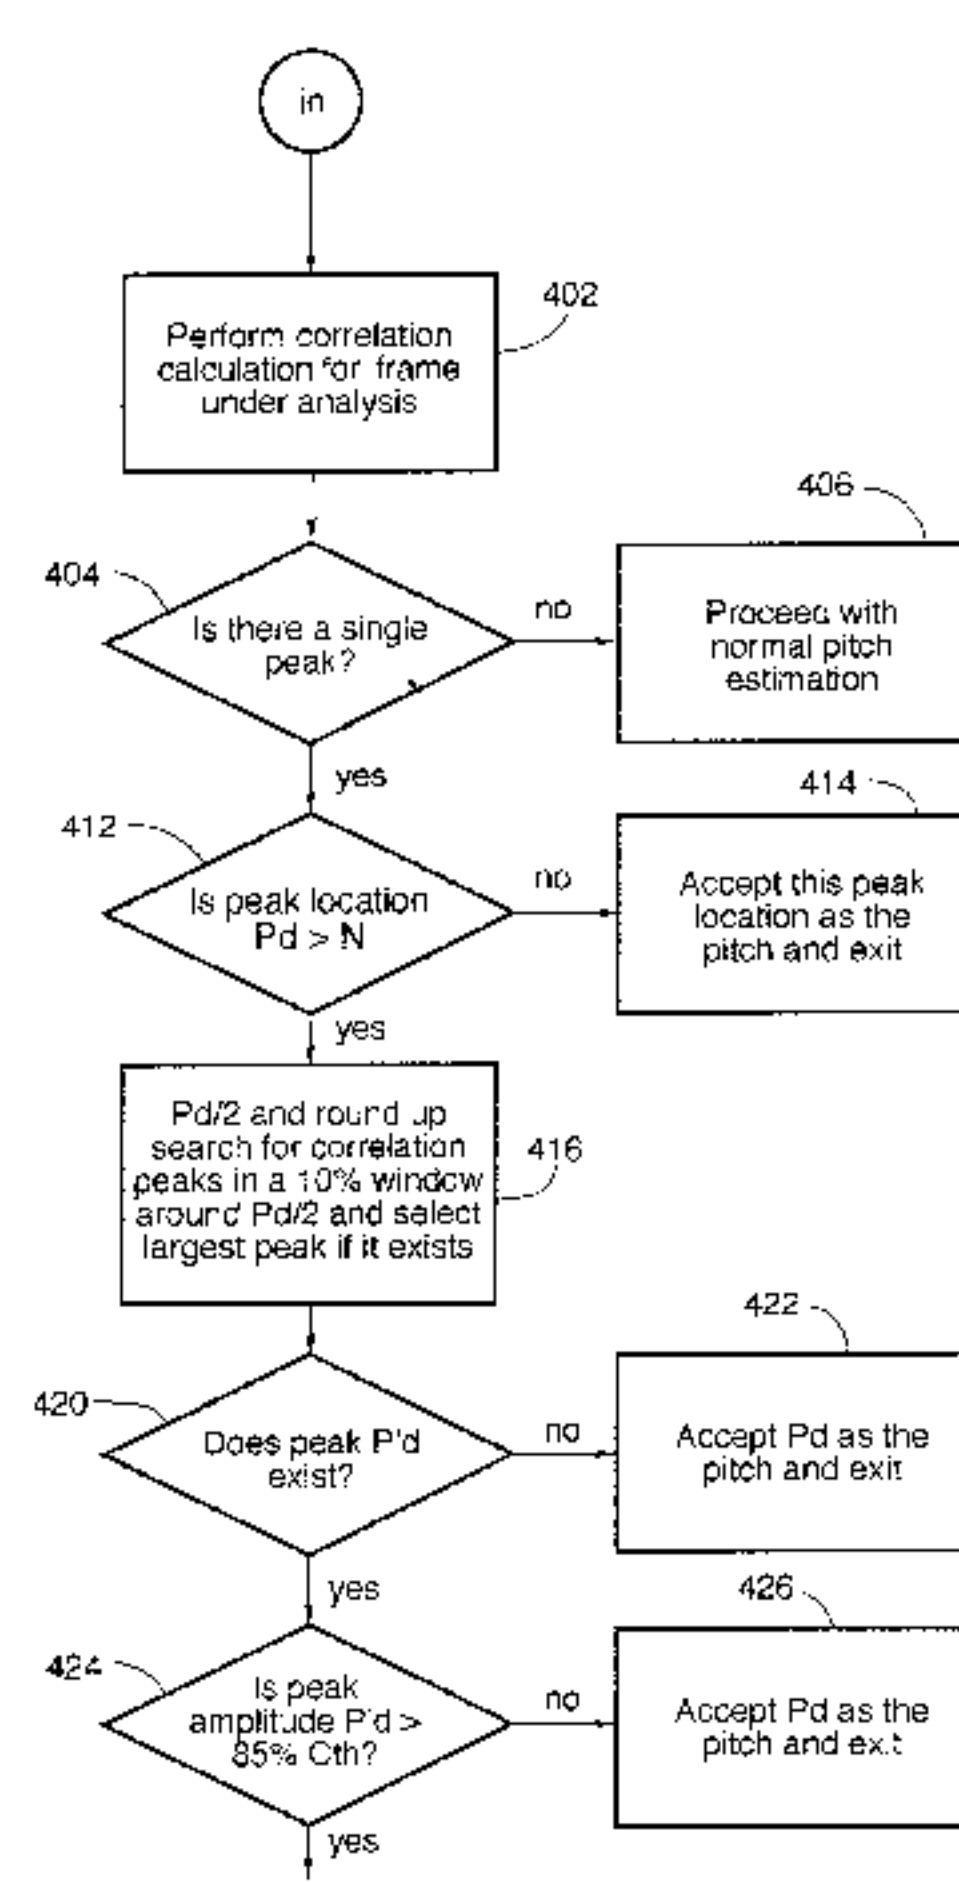 in
402
Perform correlation
calculation for frame
under analysis
406
404
Is there a single
peak?
no
Proceed with
normal pitch
estimation
yes
414
412
Is peak location
Pd > N
no
Accept this peak
location as the
pitch and exit
yes
Pd/2 and round up
search for correlation
peaks in a 10% window
around Pd/2 and select
largest peak if it exists
416
422
420
Does peak P'd
exist?
no
Accept Pd as the
pitch and exit
yes
426
424
Is peak
amplitude P'd >
85% Cth?
no
Accept Pd as the
pitch and exit
yes